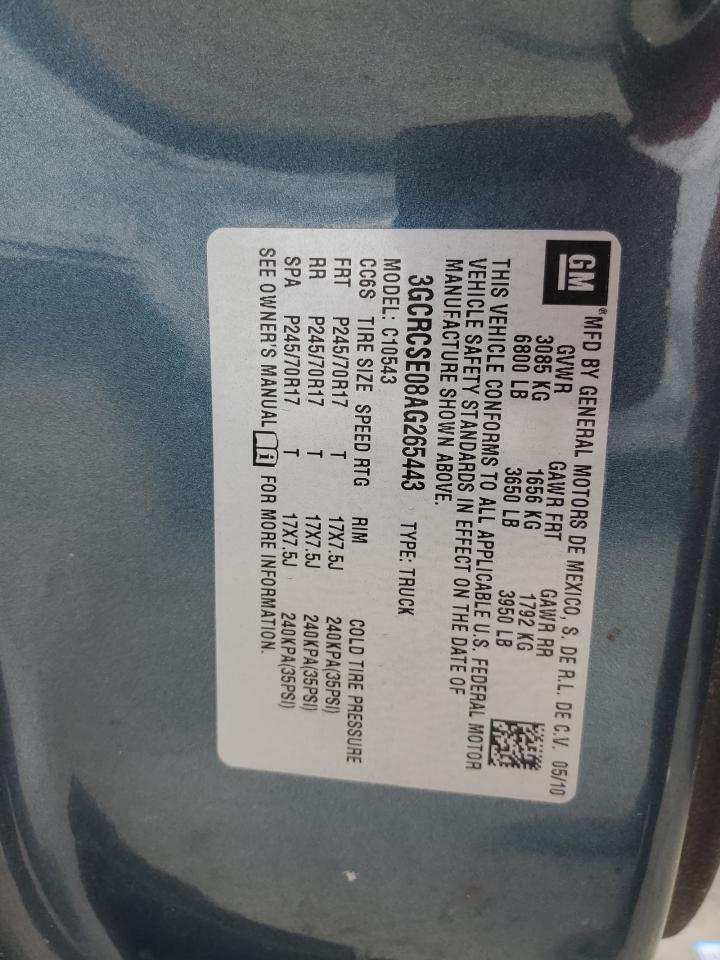 GM® MFD BY GENERAL MOTORS DE MEXICO, S. DE R.L. DE C.V. 05/10
GVWR GAWR FRT GAWR RR
3085 KG 1656 KG 1792 KG
6800 LB 3650 LB 3950 LB
THIS VEHICLE CONFORMS TO ALL APPLICABLE U.S. FEDERAL MOTOR
VEHICLE SAFETY STANDARDS IN EFFECT ON THE DATE OF
MANUFACTURE SHOWN ABOVE.
3GCRCSE08AG265443 TYPE: TRUCK
MODEL: C10543
CC6S TIRE SIZE SPEED RTG RIM COLD TIRE PRESSURE
FRT P245/70R17 T 17X7.5J 240KPA(35PSI)
RR P245/70R17 T 17X7.5J 240KPA(35PSI)
SPA P245/70R17 T 17X7.5J 240KPA(35PSI)
SEE OWNER'S MANUAL i FOR MORE INFORMATION.